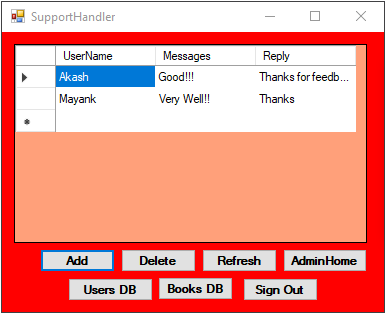 SupportHandler
UserName Messages Reply
Akash Good!!! Thanks for feedb...
Mayank Very Well!! Thanks
Add Delete Refresh AdminHome
Users DB Books DB Sign Out